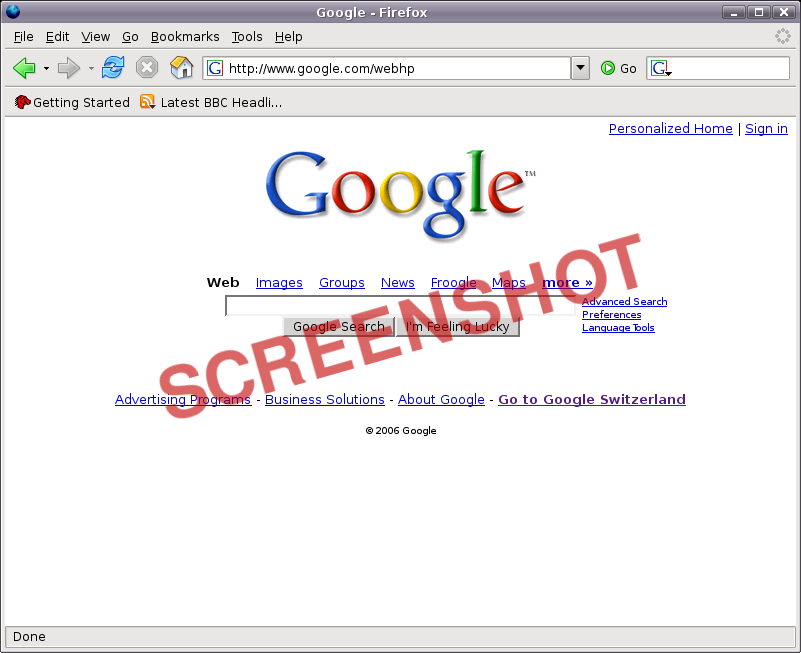 Google - Firefox
File Edit View Go Bookmarks Tools Help
http://www.google.com/webhp Go G
Getting Started Latest BBC Headli...
Personalized Home | Sign in
Google™
Web Images Groups News Froogle Maps more »
Advanced Search
Preferences
Language Tools
Google Search I'm Feeling Lucky
SCREENSHOT
Advertising Programs - Business Solutions - About Google - Go to Google Switzerland
© 2006 Google
Done